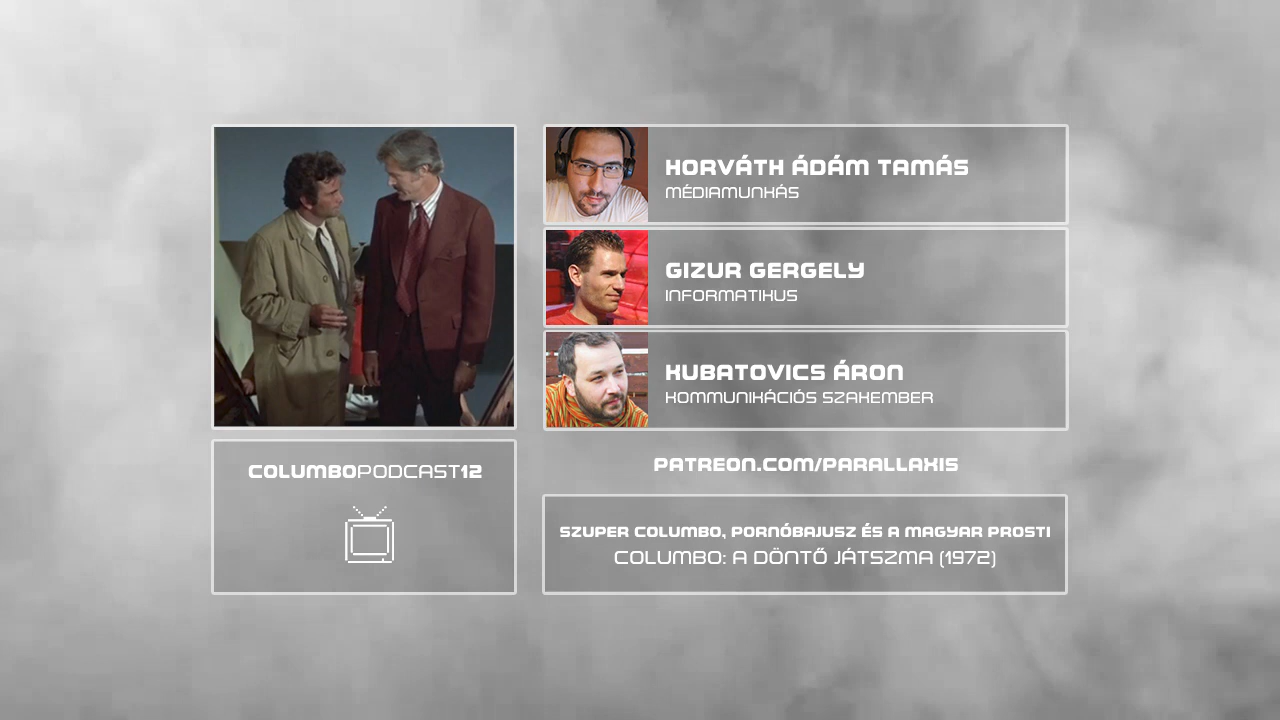 HORVÁTH ÁDÁM TAMÁS
MÉDIAMUNKÁS
GIZUR GERGELY
INFORMATIKUS
KUBATOVICS ÁRON
KOMMUNIKÁCIÓS SZAKEMBER
COLUMBOPODCAST12
PATREON.COM/PARALLAXIS
SZUPER COLUMBO, PORNÓBAJUSZ ÉS A MAGYAR PROSTI
COLUMBO: A DÖNTŐ JÁTSZMA (1972)